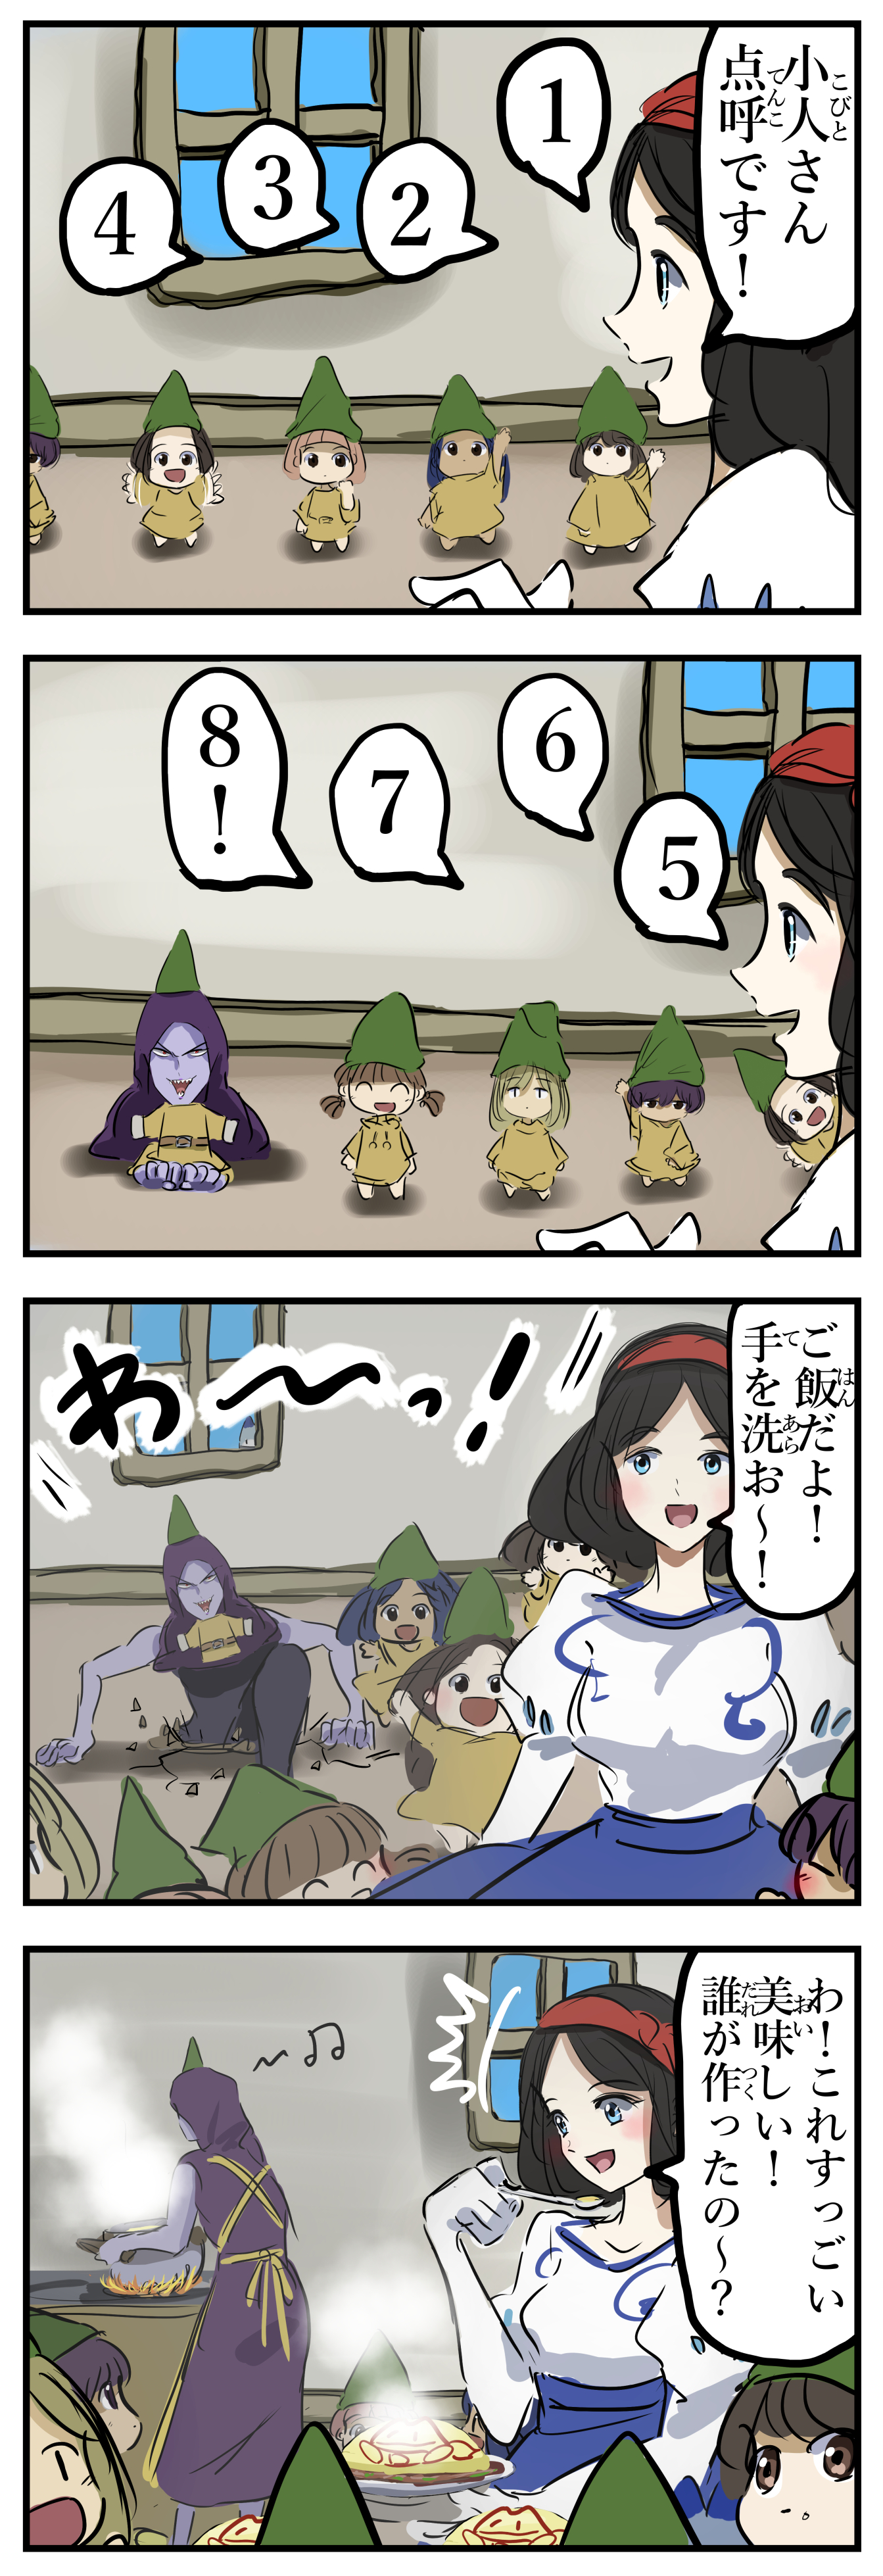 小人さん
点呼です！
1
2
3
4
5
6
7
8！
ご飯だよ！
手を洗お〜！
わ〜っ！
わ！これすっごい
美味しい！
誰が作ったの〜？